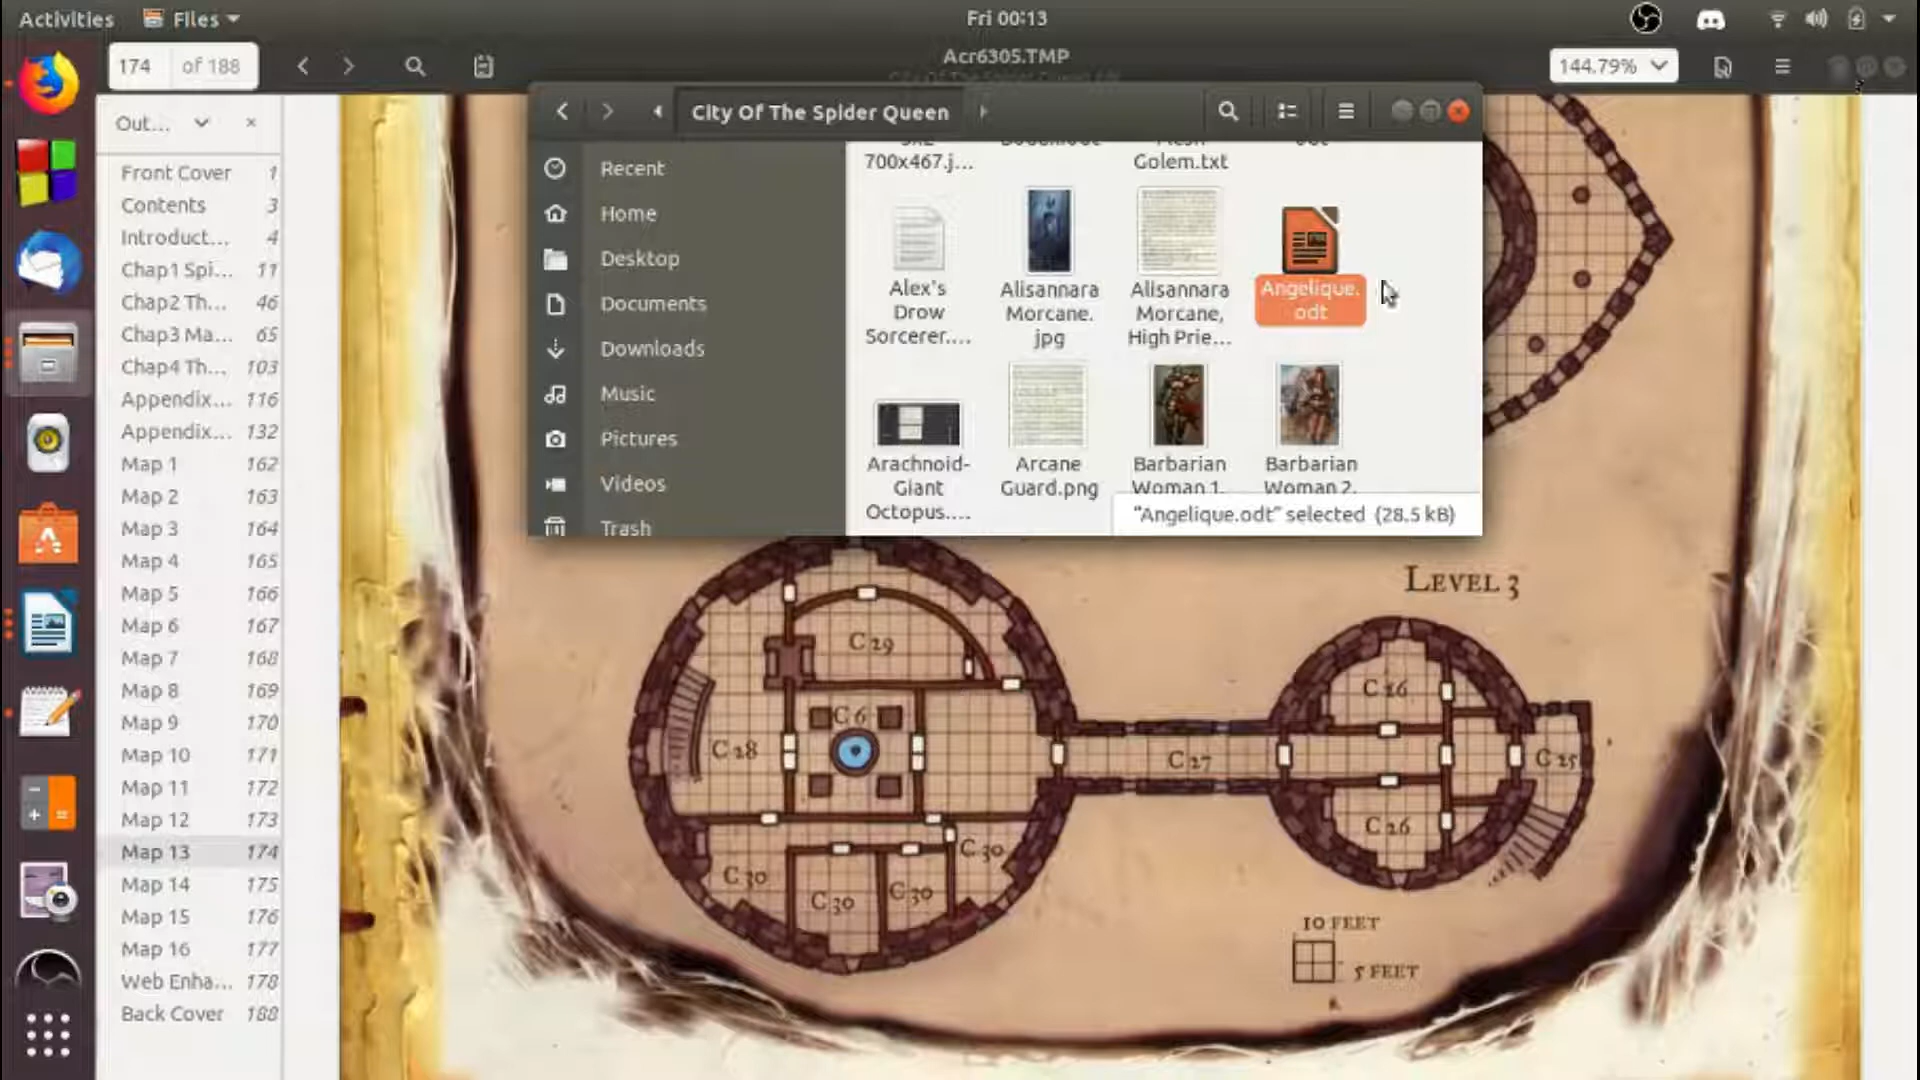 Activities
Files
Fri 00:13
174
of 188
Acr6305.TMP
144.79%
Out...
Front Cover 1
Contents 3
Introduct... 4
Chap1 Spi... 11
Chap2 Th... 46
Chap3 Ma... 65
Chap4 Th... 103
Appendix... 116
Appendix... 132
Map 1 162
Map 2 163
Map 3 164
Map 4 165
Map 5 166
Map 6 167
Map 7 168
Map 8 169
Map 9 170
Map 10 171
Map 11 172
Map 12 173
Map 13 174
Map 14 175
Map 15 176
Map 16 177
Web Enha... 178
Back Cover 188
City Of The Spider Queen
Recent
Home
Desktop
Documents
Downloads
Music
Pictures
Videos
Trash
700x467.j...
Golem.txt
Alex's
Drow
Sorcerer....
Alisannara
Morcane.
jpg
Alisannara
Morcane,
High Prie...
Angelique.
odt
Arachnoid-
Giant
Octopus....
Arcane
Guard.png
Barbarian
Woman 1.
Barbarian
Woman 2.
"Angelique.odt" selected (28.5 kB)
LEVEL 3
C 29
C 6
C 28
C 30
C 30
C 30
C 30
C 27
C 26
C 26
C 25
10 FEET
5 FEET